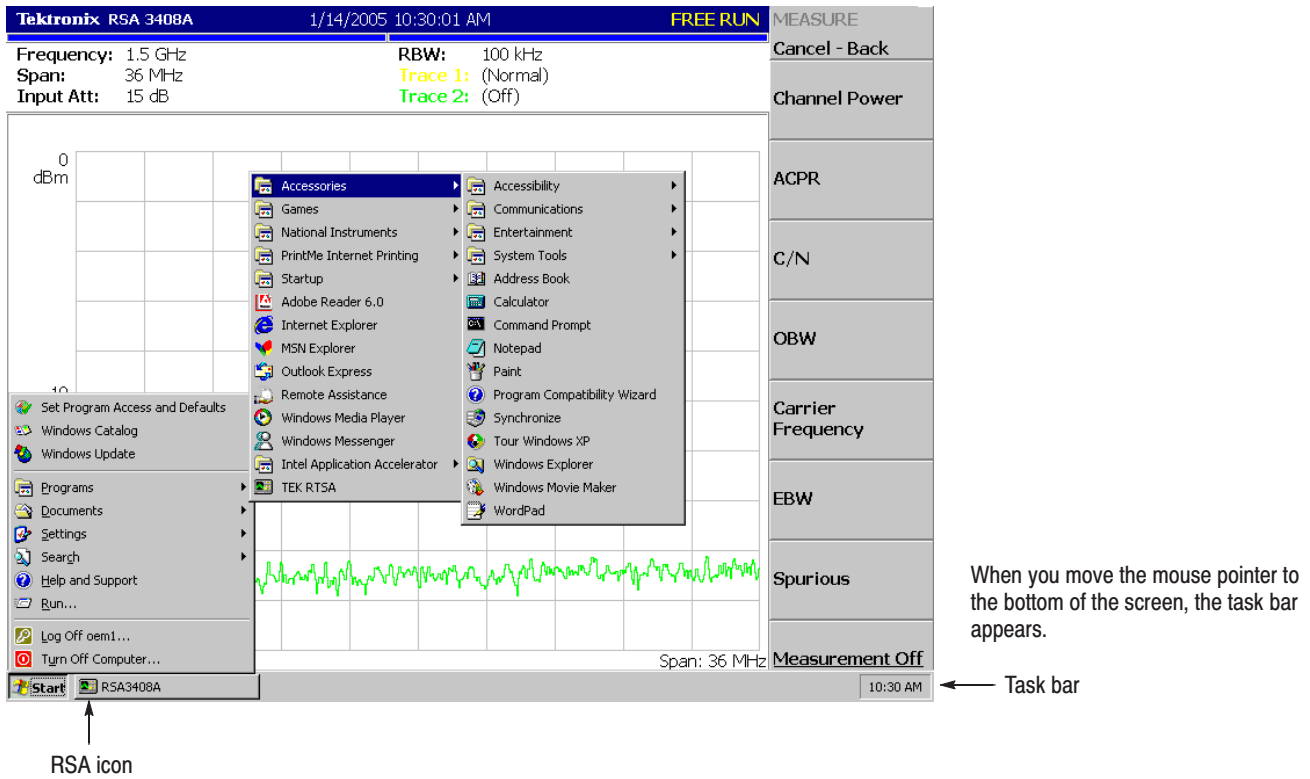 Tektronix RSA 3408A 1/14/2005 10:30:01 AM FREE RUN
Frequency: 1.5 GHz RBW: 100 kHz
Span: 36 MHz Trace 1: (Normal)
Input Att: 15 dB Trace 2: (Off)
MEASURE
Cancel - Back
Channel Power
ACPR
C/N
OBW
Carrier
Frequency
EBW
Spurious
Measurement Off
0
dBm
10
Accessories
Games
National Instruments
PrintMe Internet Printing
Startup
Adobe Reader 6.0
Internet Explorer
MSN Explorer
Outlook Express
Remote Assistance
Windows Media Player
Windows Messenger
Intel Application Accelerator
TEK RTSA
Accessibility
Communications
Entertainment
System Tools
Address Book
Calculator
Command Prompt
Notepad
Paint
Program Compatibility Wizard
Synchronize
Tour Windows XP
Windows Explorer
Windows Movie Maker
WordPad
Set Program Access and Defaults
Windows Catalog
Windows Update
Programs
Documents
Settings
Search
Help and Support
Run...
Log Off oem1...
Turn Off Computer...
Span: 36 MHz
Start RSA3408A 10:30 AM
When you move the mouse pointer to
the bottom of the screen, the task bar
appears.
Task bar
RSA icon